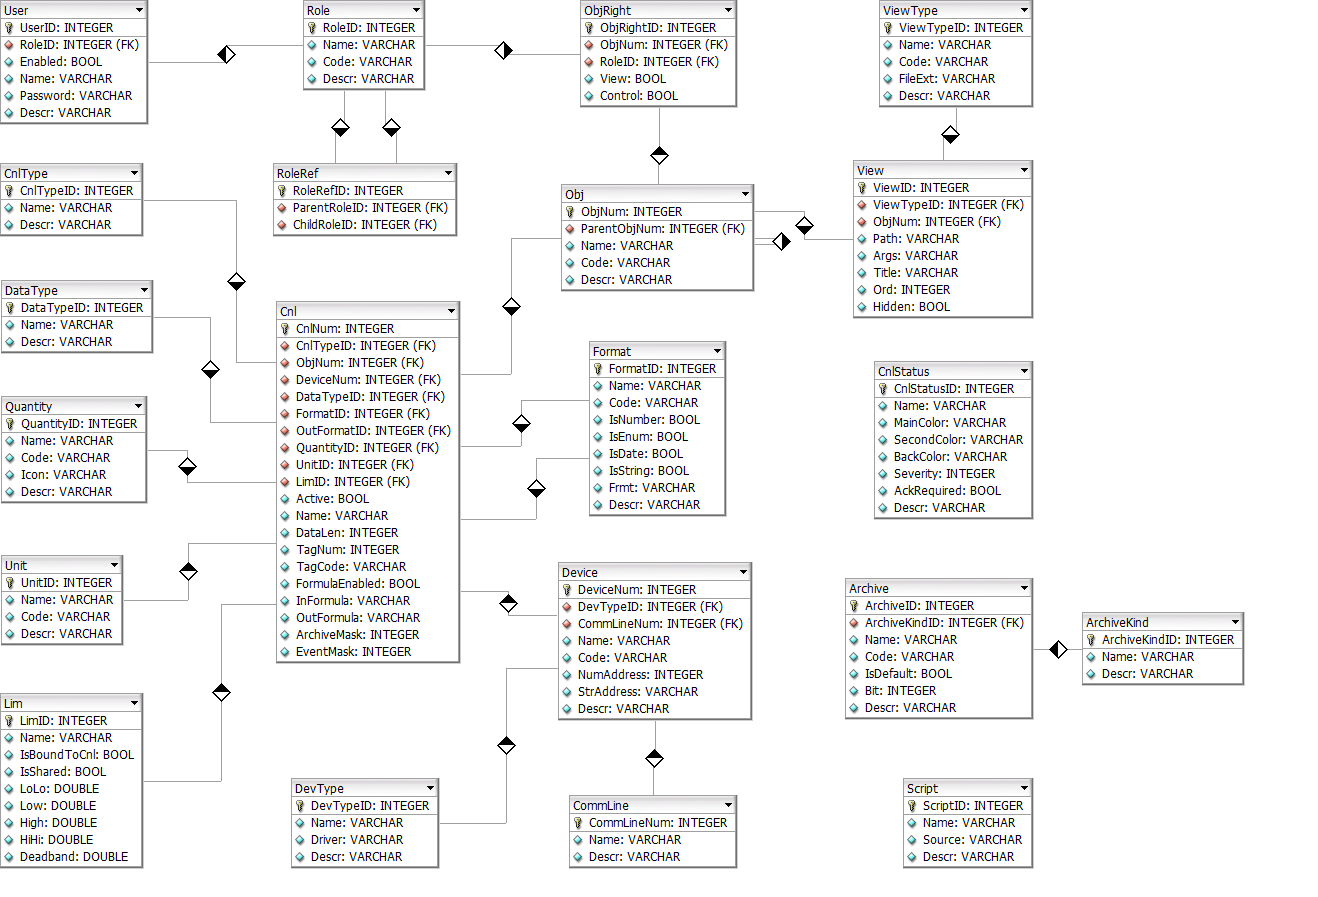 User
UserID: INTEGER
RoleID: INTEGER (FK)
Enabled: BOOL
Name: VARCHAR
Password: VARCHAR
Descr: VARCHAR
Role
RoleID: INTEGER
Name: VARCHAR
Code: VARCHAR
Descr: VARCHAR
ObjRight
ObjRightID: INTEGER
ObjNum: INTEGER (FK)
RoleID: INTEGER (FK)
View: BOOL
Control: BOOL
ViewType
ViewTypeID: INTEGER
Name: VARCHAR
Code: VARCHAR
FileExt: VARCHAR
Descr: VARCHAR
CnlType
CnlTypeID: INTEGER
Name: VARCHAR
Descr: VARCHAR
RoleRef
RoleRefID: INTEGER
ParentRoleID: INTEGER (FK)
ChildRoleID: INTEGER (FK)
Obj
ObjNum: INTEGER
ParentObjNum: INTEGER (FK)
Name: VARCHAR
Code: VARCHAR
Descr: VARCHAR
View
ViewID: INTEGER
ViewTypeID: INTEGER (FK)
ObjNum: INTEGER (FK)
Path: VARCHAR
Args: VARCHAR
Title: VARCHAR
Ord: INTEGER
Hidden: BOOL
DataType
DataTypeID: INTEGER
Name: VARCHAR
Descr: VARCHAR
Cnl
CnlNum: INTEGER
CnlTypeID: INTEGER (FK)
ObjNum: INTEGER (FK)
DeviceNum: INTEGER (FK)
DataTypeID: INTEGER (FK)
FormatID: INTEGER (FK)
OutFormatID: INTEGER (FK)
QuantityID: INTEGER (FK)
UnitID: INTEGER (FK)
LimID: INTEGER (FK)
Active: BOOL
Name: VARCHAR
DataLen: INTEGER
TagNum: INTEGER
TagCode: VARCHAR
FormulaEnabled: BOOL
InFormula: VARCHAR
OutFormula: VARCHAR
ArchiveMask: INTEGER
EventMask: INTEGER
Format
FormatID: INTEGER
Name: VARCHAR
Code: VARCHAR
IsNumber: BOOL
IsEnum: BOOL
IsDate: BOOL
IsString: BOOL
Frmt: VARCHAR
Descr: VARCHAR
CnlStatus
CnlStatusID: INTEGER
Name: VARCHAR
MainColor: VARCHAR
SecondColor: VARCHAR
BackColor: VARCHAR
Severity: INTEGER
AckRequired: BOOL
Descr: VARCHAR
Quantity
QuantityID: INTEGER
Name: VARCHAR
Code: VARCHAR
Icon: VARCHAR
Descr: VARCHAR
Unit
UnitID: INTEGER
Name: VARCHAR
Code: VARCHAR
Descr: VARCHAR
Device
DeviceNum: INTEGER
DevTypeID: INTEGER (FK)
CommLineNum: INTEGER (FK)
Name: VARCHAR
Code: VARCHAR
NumAddress: INTEGER
StrAddress: VARCHAR
Descr: VARCHAR
Archive
ArchiveID: INTEGER
ArchiveKindID: INTEGER (FK)
Name: VARCHAR
Code: VARCHAR
IsDefault: BOOL
Bit: INTEGER
Descr: VARCHAR
ArchiveKind
ArchiveKindID: INTEGER
Name: VARCHAR
Descr: VARCHAR
Lim
LimID: INTEGER
Name: VARCHAR
IsBoundToCnl: BOOL
IsShared: BOOL
LoLo: DOUBLE
Low: DOUBLE
High: DOUBLE
HiHi: DOUBLE
Deadband: DOUBLE
DevType
DevTypeID: INTEGER
Name: VARCHAR
Driver: VARCHAR
Descr: VARCHAR
CommLine
CommLineNum: INTEGER
Name: VARCHAR
Descr: VARCHAR
Script
ScriptID: INTEGER
Name: VARCHAR
Source: VARCHAR
Descr: VARCHAR